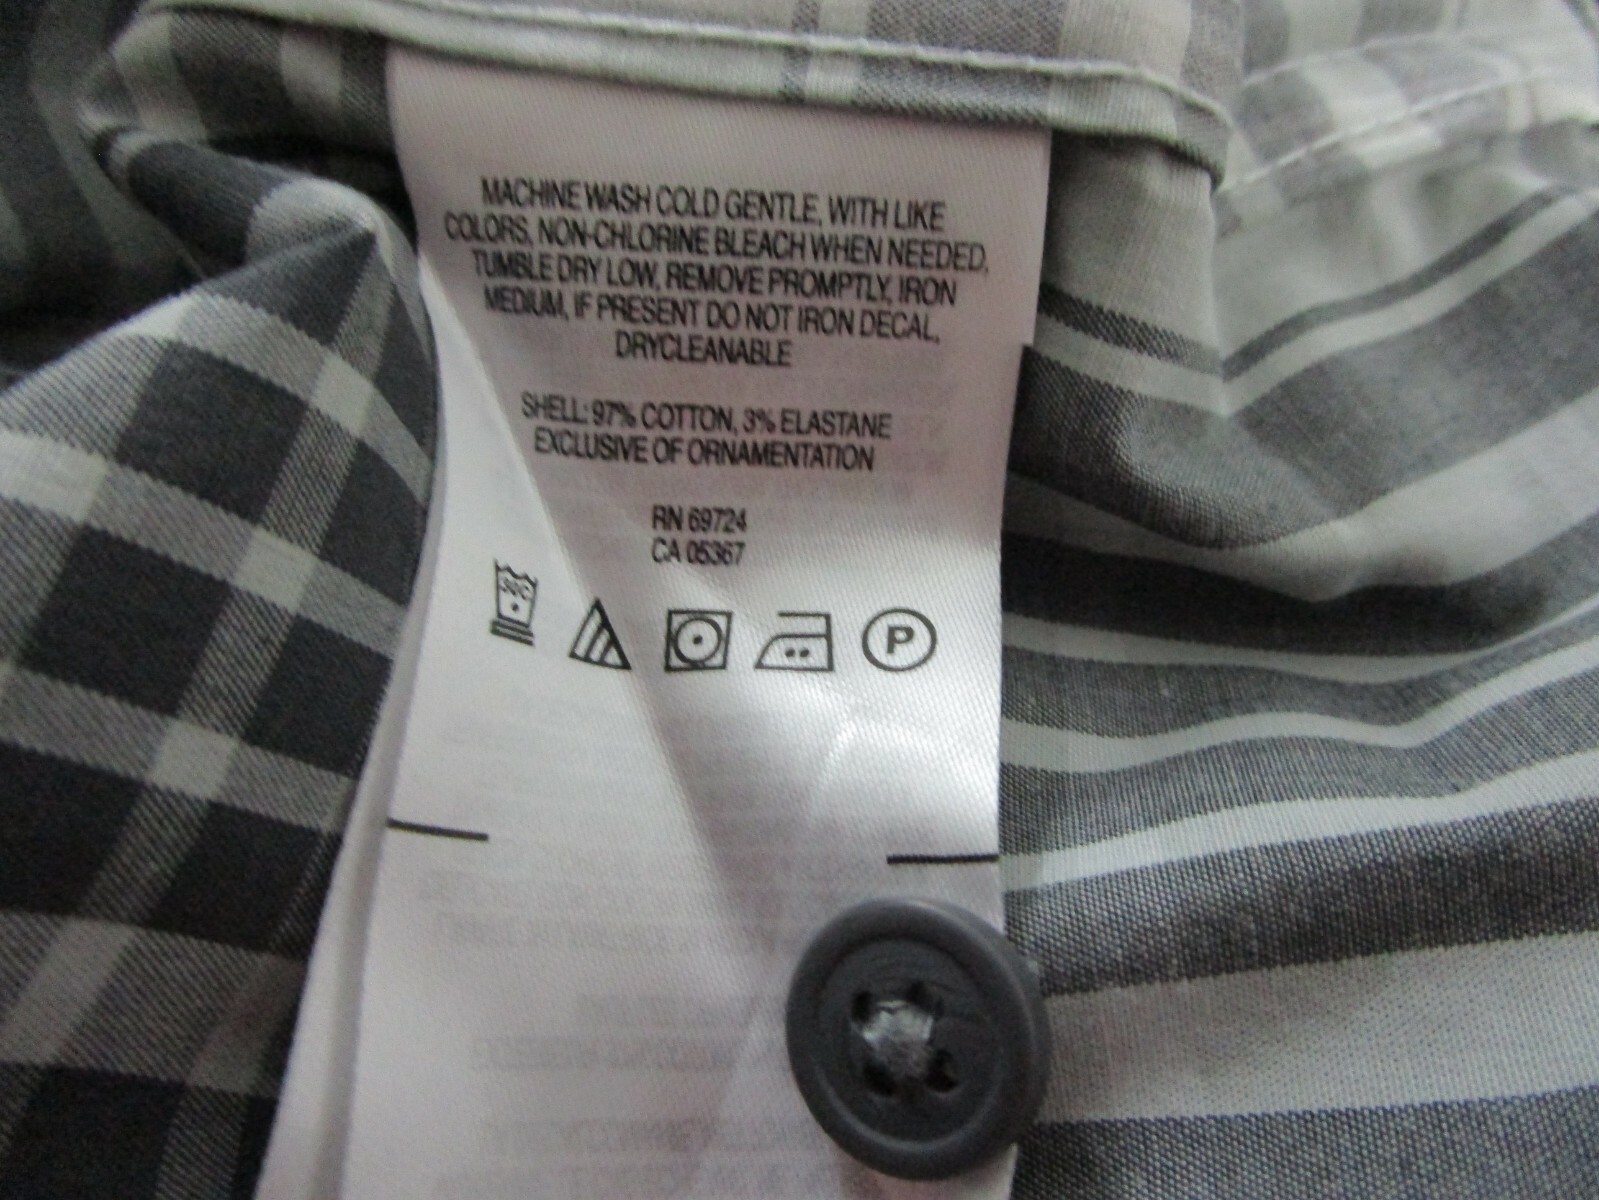 MACHINE WASH COLD GENTLE, WITH LIKE
COLORS, NON-CHLORINE BLEACH WHEN NEEDED,
TUMBLE DRY LOW, REMOVE PROMPTLY, IRON
MEDIUM, IF PRESENT DO NOT IRON DECAL,
DRYCLEANABLE
SHELL: 97% COTTON, 3% ELASTANE
EXCLUSIVE OF ORNAMENTATION
RN 69724
CA 05367
30C
P